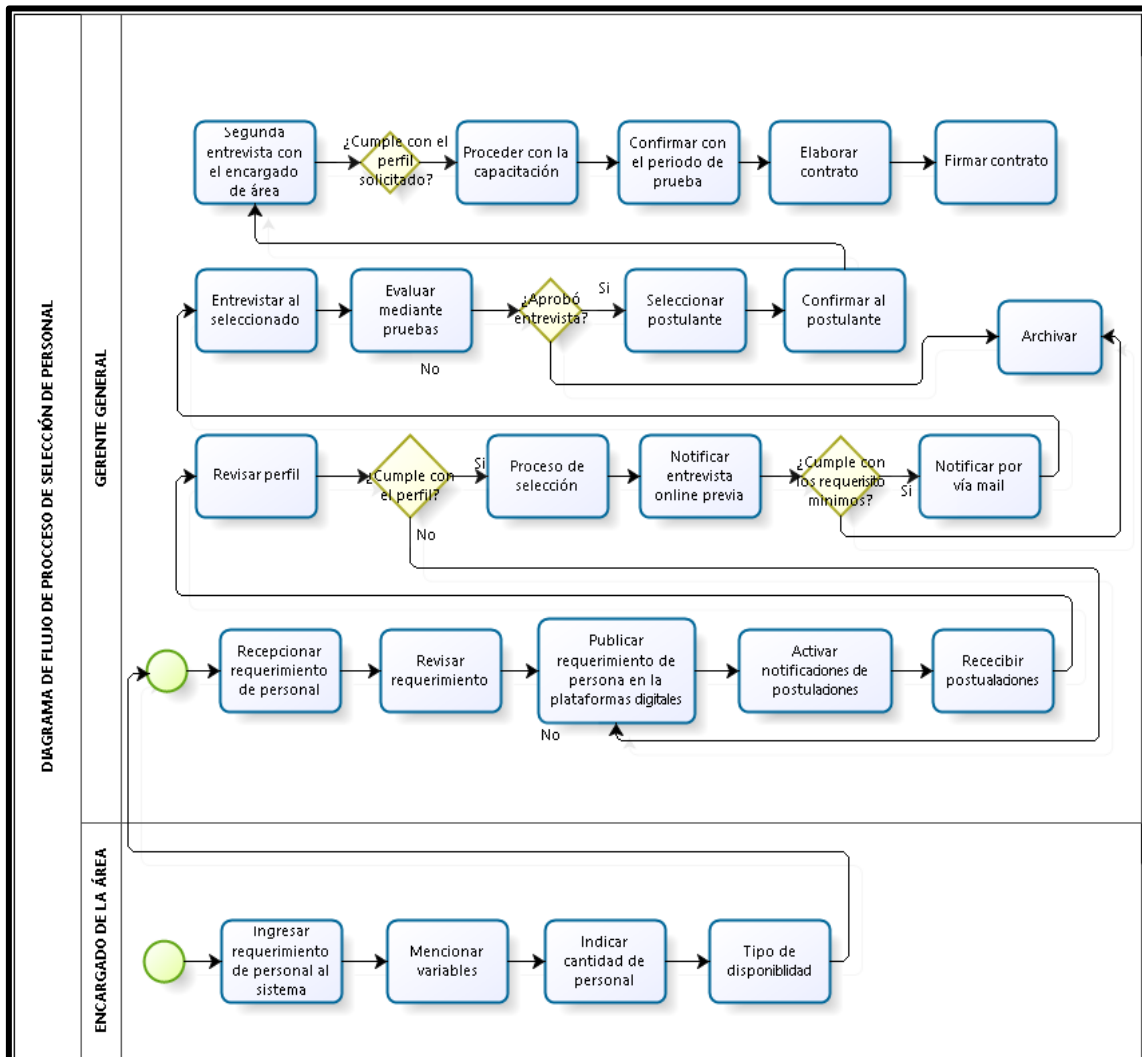 DIAGRAMA DE FLUJO DE PROCCESO DE SELECCIÓN DE PERSONAL
GERENTE GENERAL
Segunda
entrevista con
el encargado
de área
¿Cumple con el
perfil
solicitado?
Proceder con la
capacitación
Confirmar con
el periodo de
prueba
Elaborar
contrato
Firmar contrato
Entrevistar al
seleccionado
Evaluar
mediante
pruebas
No
¿Aprobó
entrevista?
Si
Seleccionar
postulante
Confirmar al
postulante
Archivar
Revisar perfil
¿Cumple con
el perfil?
Si
No
Proceso de
selección
Notificar
entrevista
online previa
¿Cumple con
los requerisito
minimos?
Si
Notificar por
vía mail
Recepcionar
requerimiento
de personal
Revisar
requerimiento
Publicar
requerimiento de
persona en la
plataformas digitales
No
Activar
notificaciones de
postulaciones
Rececibir
postualaciones
ENCARGADO DE LA ÁREA
Ingresar
requerimiento
de personal al
sistema
Mencionar
variables
Indicar
cantidad de
personal
Tipo de
disponiblidad